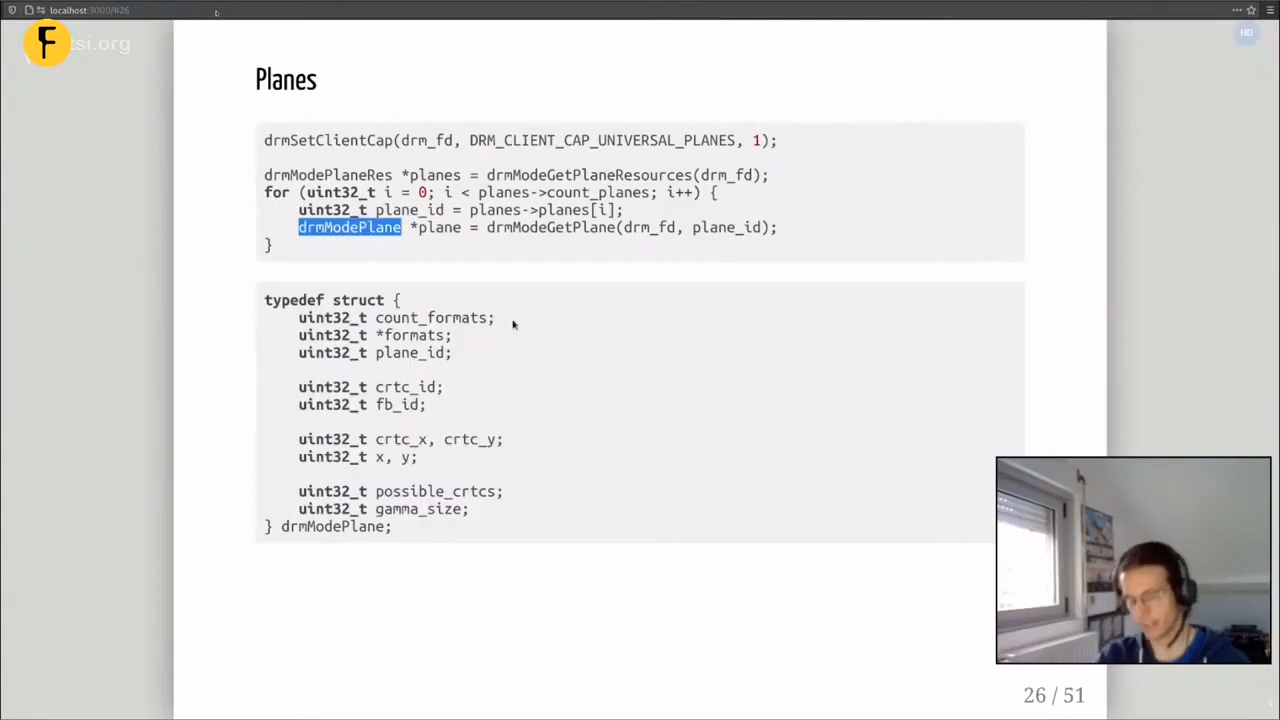 localhost:3000/#26
tsi.org
HD
Planes
drmSetClientCap(drm_fd, DRM_CLIENT_CAP_UNIVERSAL_PLANES, 1);
drmModePlaneRes *planes = drmModeGetPlaneResources(drm_fd);
for (uint32_t i = 0; i < planes->count_planes; i++) {
uint32_t plane_id = planes->planes[i];
drmModePlane *plane = drmModeGetPlane(drm_fd, plane_id);
}
typedef struct {
uint32_t count_formats;
uint32_t *formats;
uint32_t plane_id;
uint32_t crtc_id;
uint32_t fb_id;
uint32_t crtc_x, crtc_y;
uint32_t x, y;
uint32_t possible_crtcs;
uint32_t gamma_size;
} drmModePlane;
26 / 51